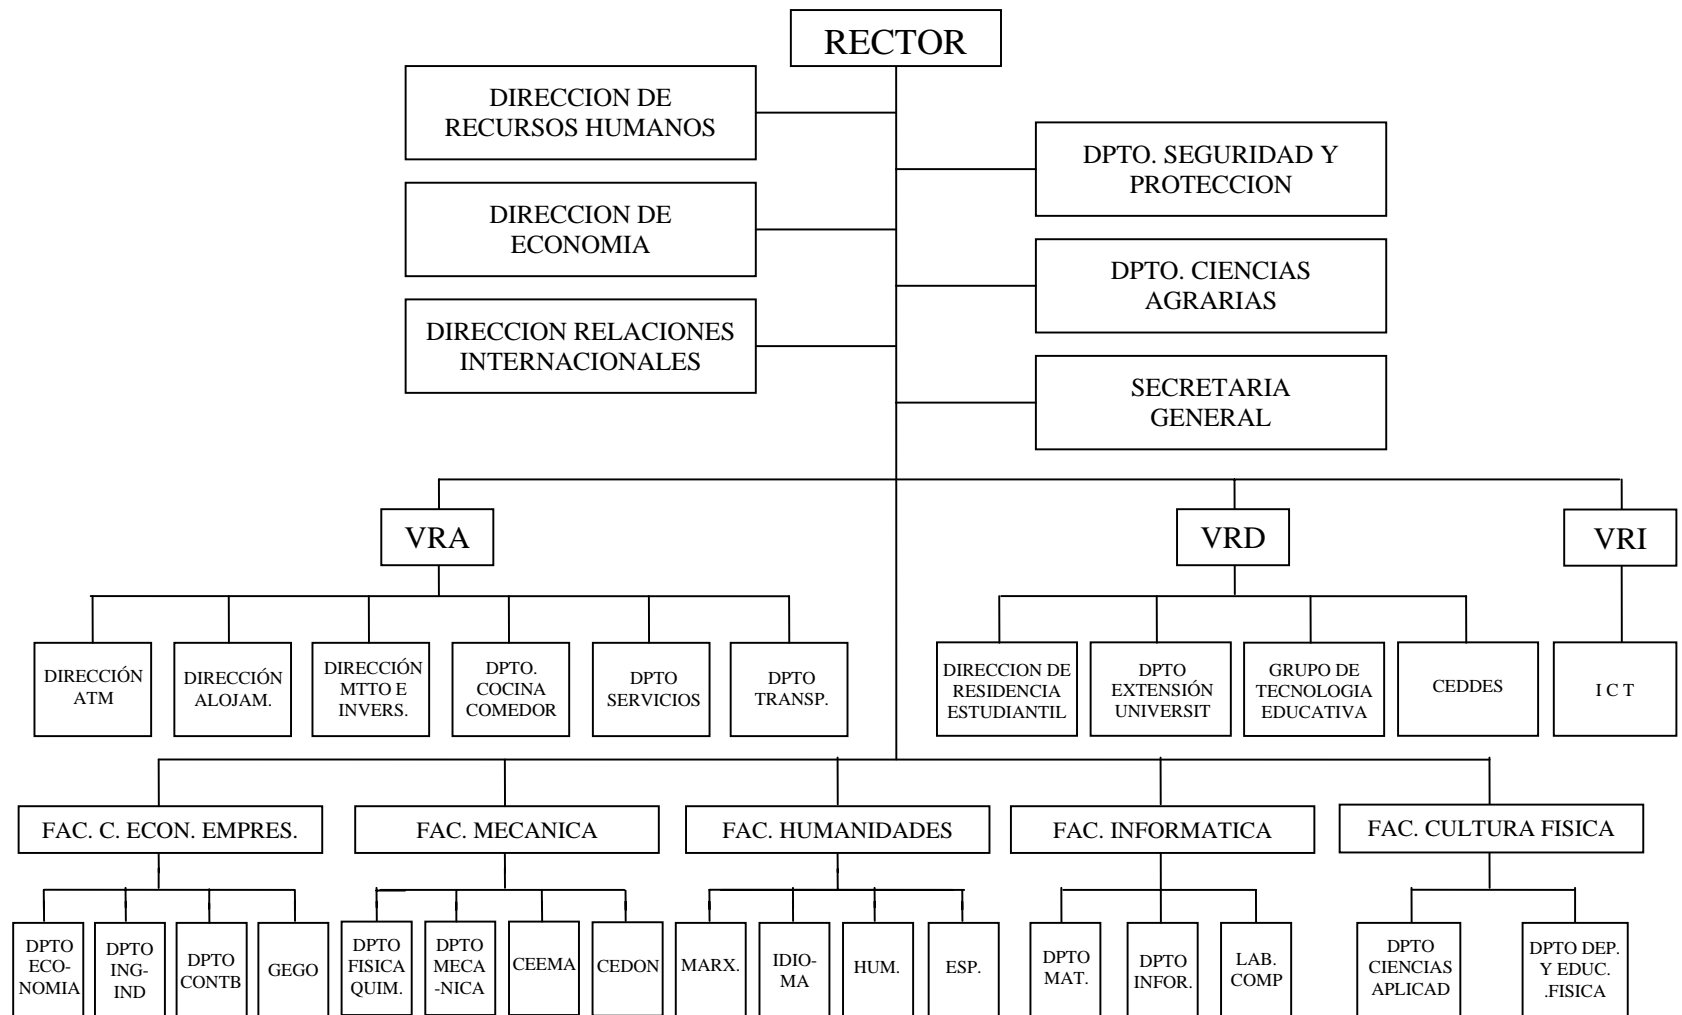 RECTOR
DIRECCION DE
RECURSOS HUMANOS
DPTO. SEGURIDAD Y
PROTECCION
DIRECCION DE
ECONOMIA
DPTO. CIENCIAS
AGRARIAS
DIRECCION RELACIONES
INTERNACIONALES
SECRETARIA
GENERAL
VRA
VRD
VRI
DIRECCIÓN
ATM
DIRECCIÓN
ALOJAM.
DIRECCIÓN
MTTO E
INVERS.
DPTO.
COCINA
COMEDOR
DPTO
SERVICIOS
DPTO
TRANSP.
DIRECCION DE
RESIDENCIA
ESTUDIANTIL
DPTO
EXTENSIÓN
UNIVERSIT
GRUPO DE
TECNOLOGIA
EDUCATIVA
CEDDES
I C T
FAC. C. ECON. EMPRES.
FAC. MECANICA
FAC. HUMANIDADES
FAC. INFORMATICA
FAC. CULTURA FISICA
DPTO
ECO-
NOMIA
DPTO
ING-
IND
DPTO
CONTB
GEGO
DPTO
FISICA
QUIM.
DPTO
MECA
-NICA
CEEMA
CEDON
MARX.
IDIO-
MA
HUM.
ESP.
DPTO
MAT.
DPTO
INFOR.
LAB.
COMP
DPTO
CIENCIAS
APLICAD
DPTO DEP.
Y EDUC.
.FISICA